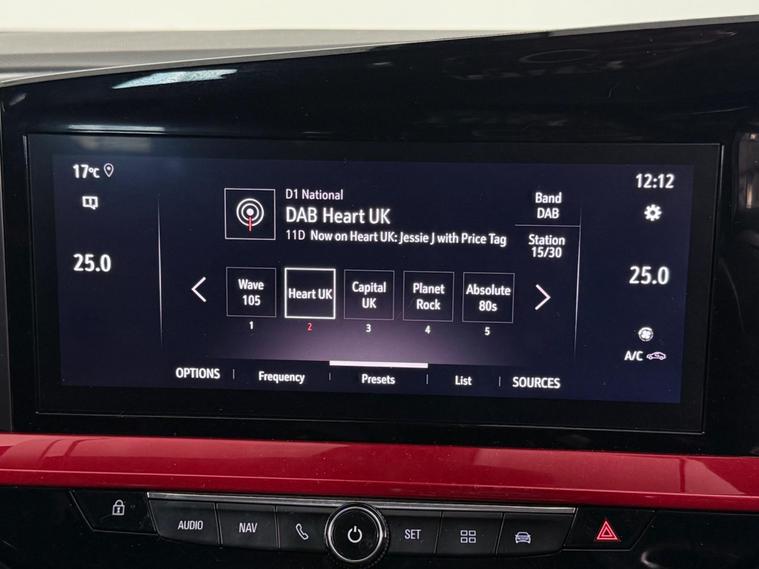 17°C
12:12
D1 National
DAB Heart UK
11D Now on Heart UK: Jessie J with Price Tag
Band
DAB
Station
15/30
25.0
25.0
Wave
105
Heart UK
Capital
UK
Planet
Rock
Absolute
80s
1
2
3
4
5
A/C
OPTIONS
Frequency
Presets
List
SOURCES
AUDIO
NAV
SET